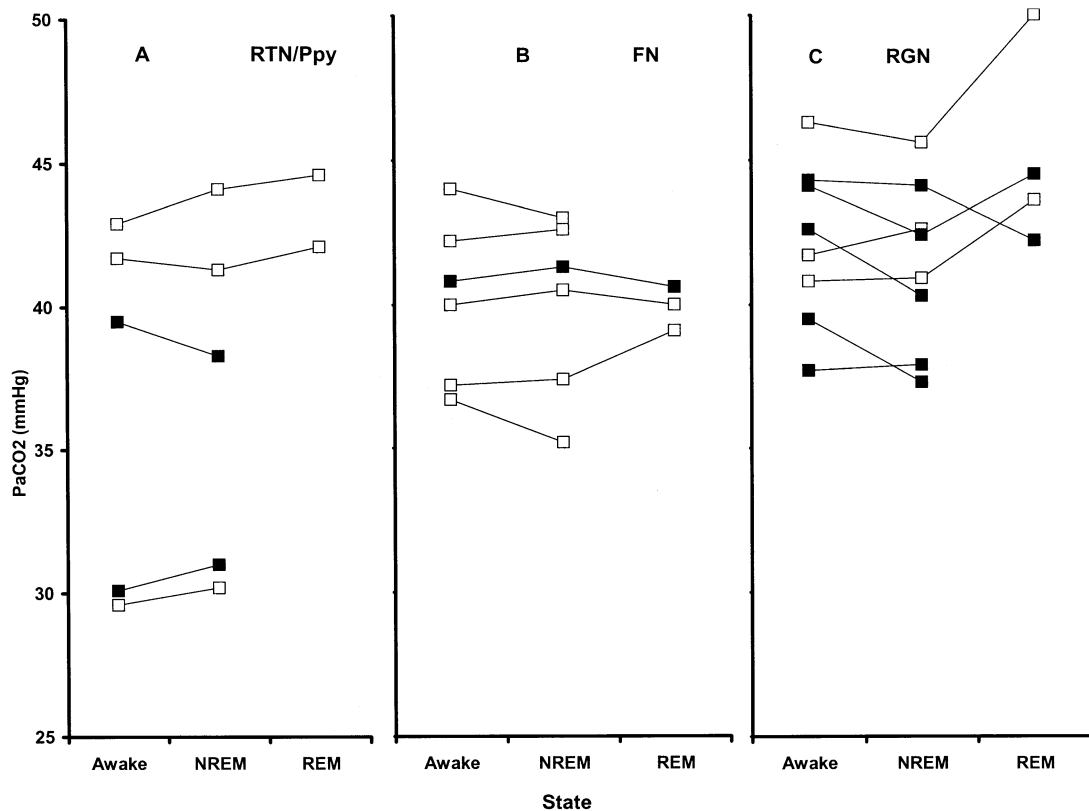 50
45
40
35
30
25
PaCO2 (mmHg)
A RTN/Ppy
B FN
C RGN
Awake NREM REM
Awake NREM REM
Awake NREM REM
State